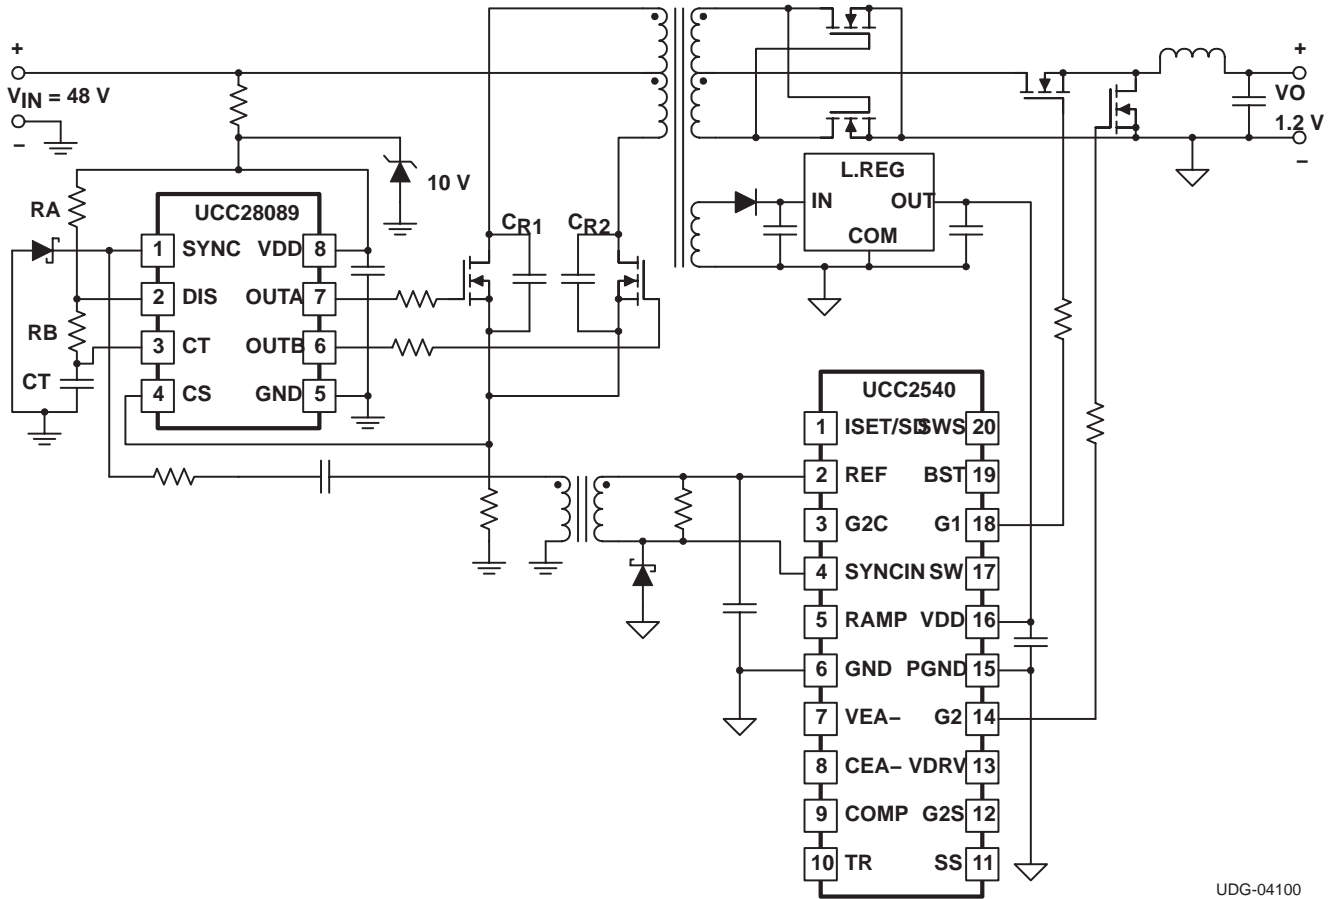 +
VIN = 48 V
–
10 V
RA
RB
CT
UCC28089
1 SYNC VDD 8
2 DIS OUTA 7
3 CT OUTB 6
4 CS GND 5
CR1
CR2
L.REG
IN OUT
COM
+
VO
1.2 V
–
UCC2540
1 ISET/SD SWS 20
2 REF BST 19
3 G2C G1 18
4 SYNCIN SW 17
5 RAMP VDD 16
6 GND PGND 15
7 VEA– G2 14
8 CEA– VDRV 13
9 COMP G2S 12
10 TR SS 11
UDG-04100